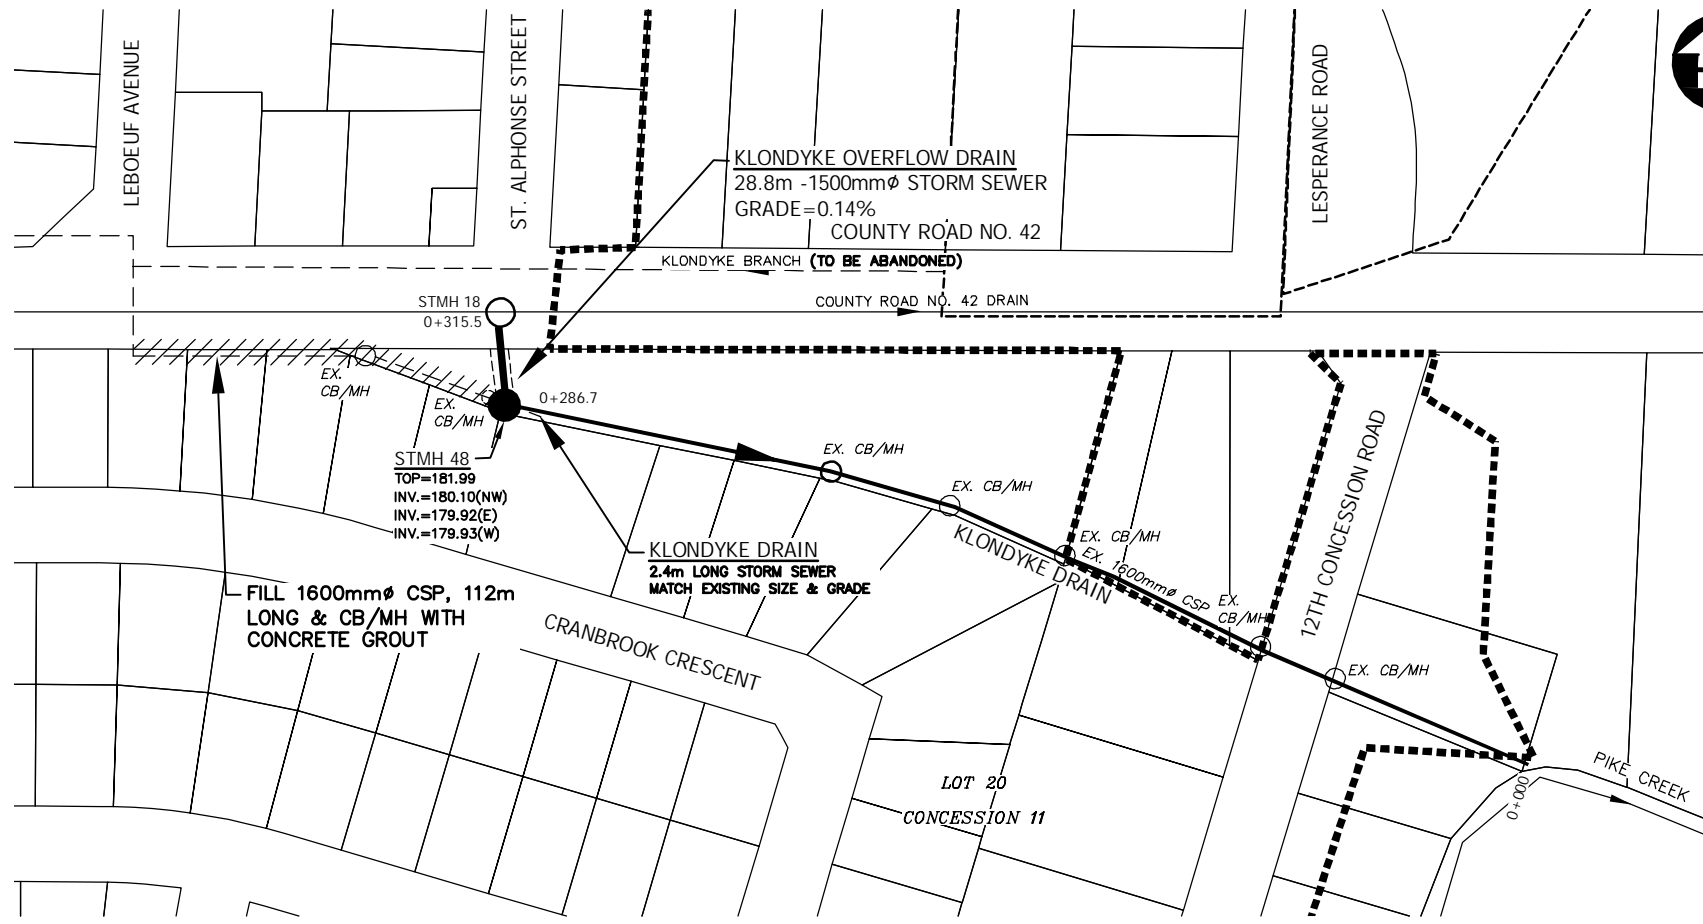 LEBOEUF AVENUE
ST. ALPHONSE STREET
LESPERANCE ROAD
KLONDYKE OVERFLOW DRAIN
28.8m -1500mmø STORM SEWER
GRADE=0.14%
COUNTY ROAD NO. 42
KLONDYKE BRANCH (TO BE ABANDONED)
STMH 18
0+315.5
COUNTY ROAD NO. 42 DRAIN
EX.
CB/MH
EX.
CB/MH
0+286.7
STMH 48
TOP=181.99
INV.=180.10(NW)
INV.=179.92(E)
INV.=179.93(W)
EX. CB/MH
EX. CB/MH
EX. CB/MH
EX. 1600mmø CSP
KLONDYKE DRAIN
EX.
CB/MH
EX. CB/MH
12TH CONCESSION ROAD
KLONDYKE DRAIN
2.4m LONG STORM SEWER
MATCH EXISTING SIZE & GRADE
FILL 1600mmø CSP, 112m
LONG & CB/MH WITH
CONCRETE GROUT
CRANBROOK CRESCENT
LOT 20
CONCESSION 11
PIKE CREEK
0+000